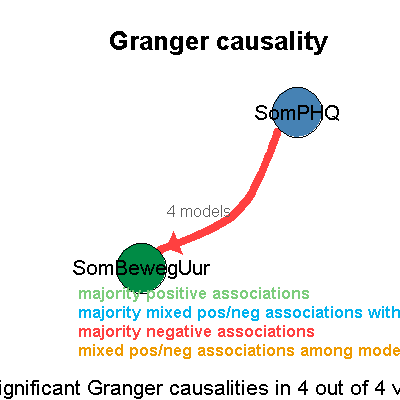 Granger causality
SomPHQ
4 models
SomBewegUur
majority positive associations
majority mixed pos/neg associations with
majority negative associations
mixed pos/neg associations among mode
ignificant Granger causalities in 4 out of 4 v